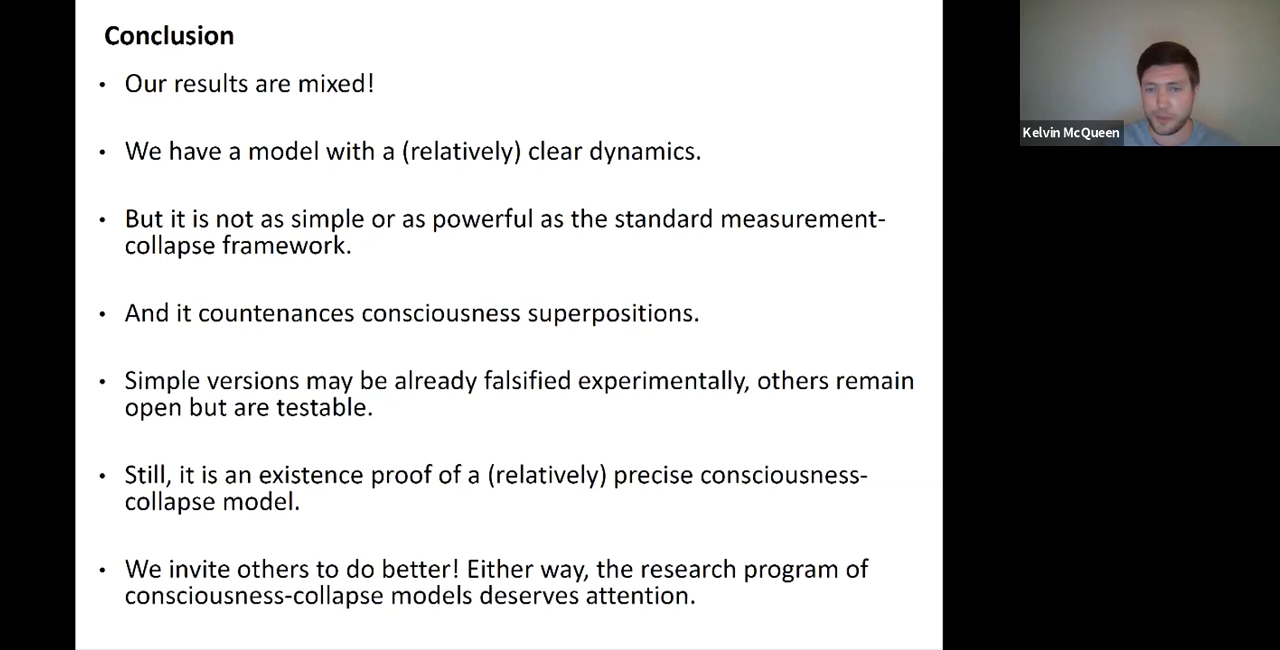 Conclusion
• Our results are mixed!
• We have a model with a (relatively) clear dynamics.
• But it is not as simple or as powerful as the standard measurement-
collapse framework.
• And it countenances consciousness superpositions.
• Simple versions may be already falsified experimentally, others remain
open but are testable.
• Still, it is an existence proof of a (relatively) precise consciousness-
collapse model.
• We invite others to do better! Either way, the research program of
consciousness-collapse models deserves attention.
Kelvin McQueen